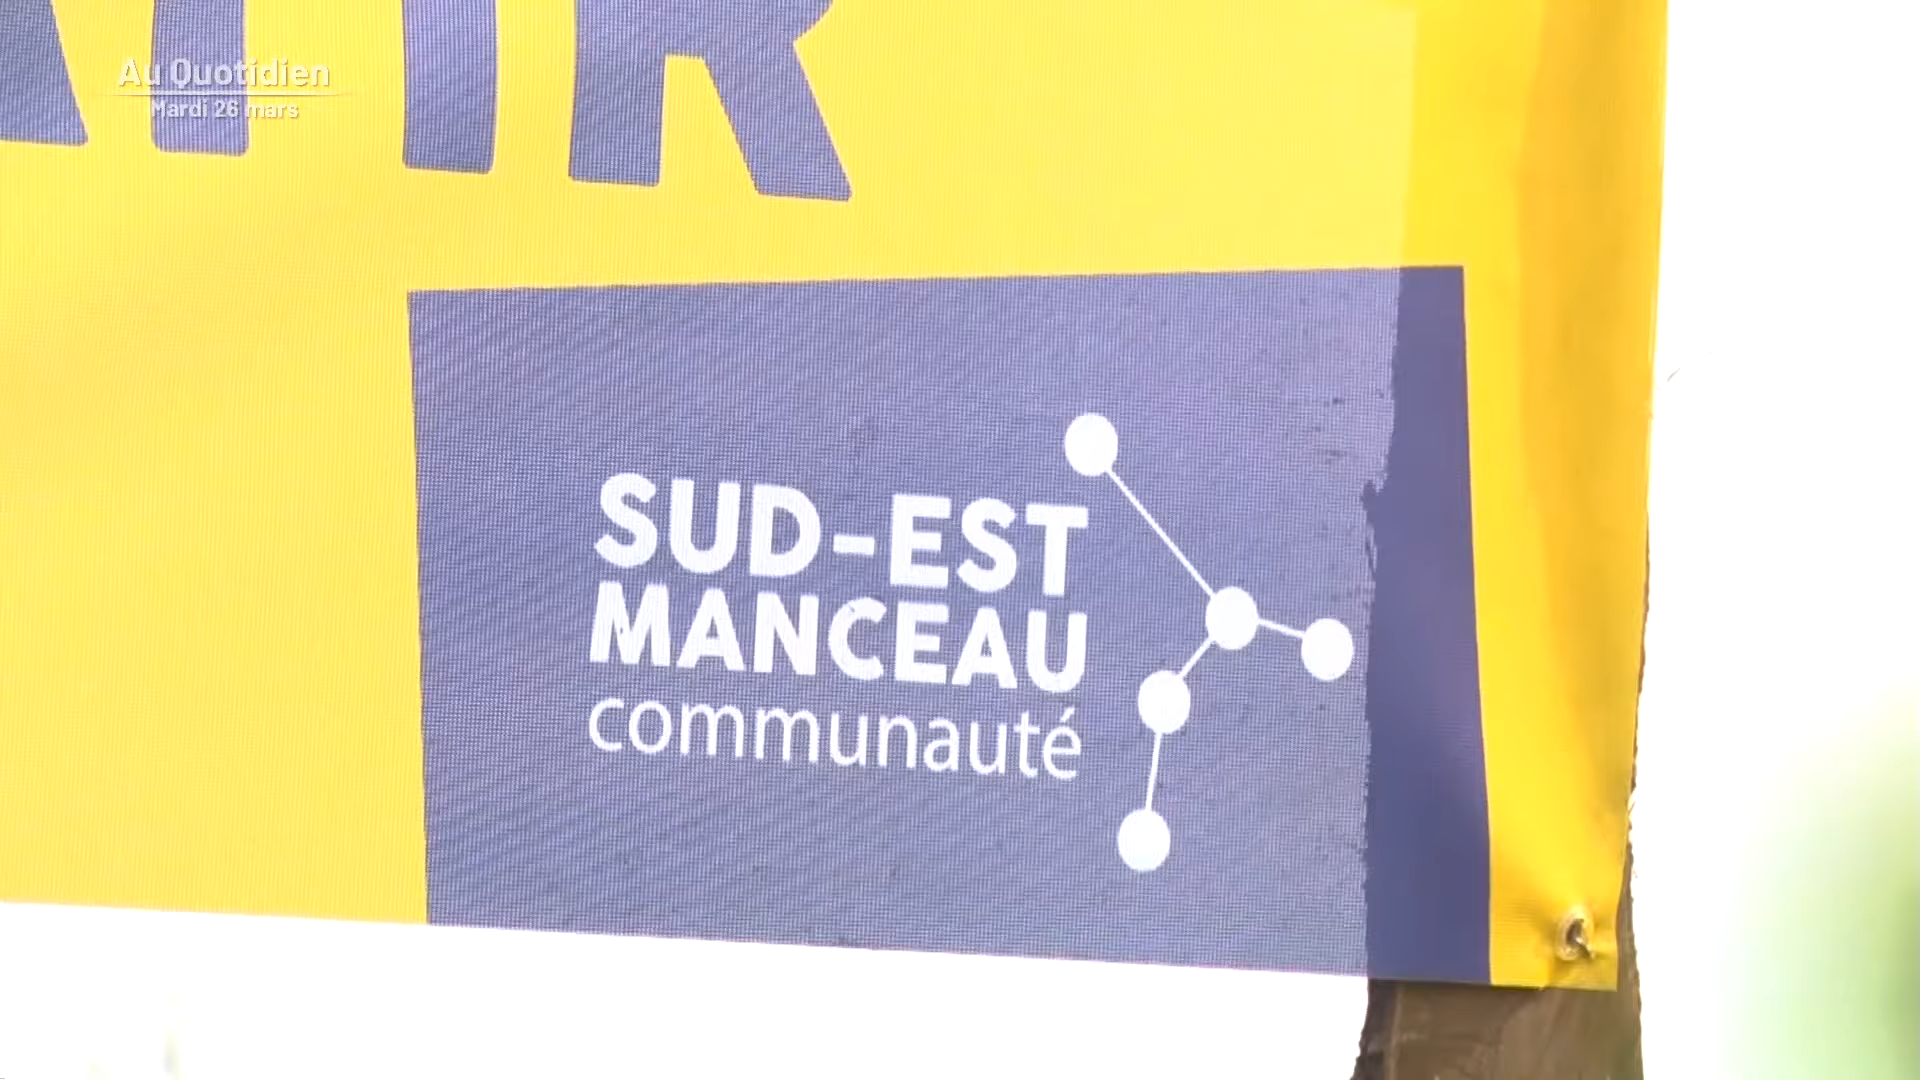 Au Quotidien
Mardi 26 mars
SUD-EST
MANCEAU
communauté